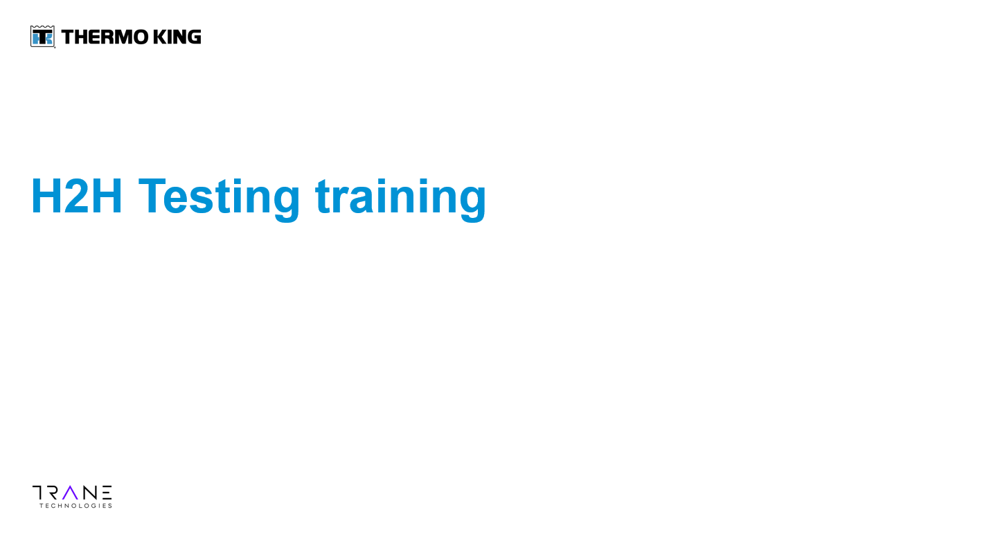 THERMO KING
H2H Testing training
TRANE
TECHNOLOGIES